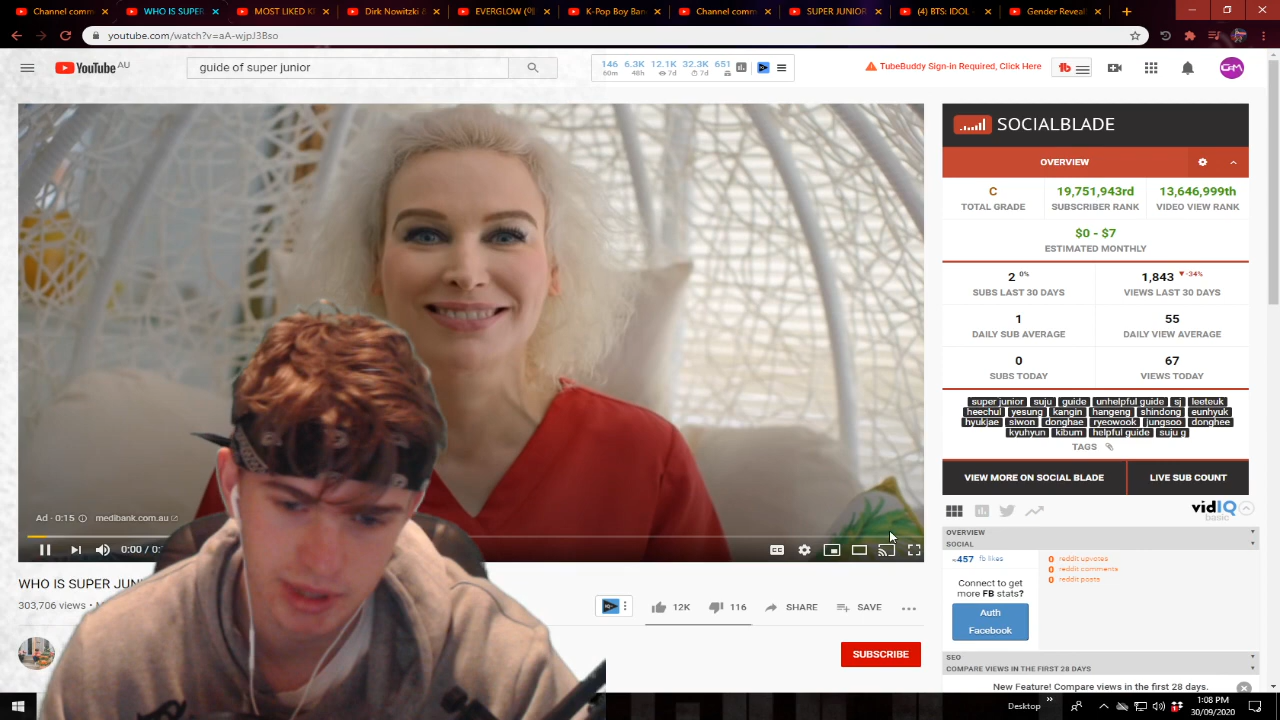 Channel comm
WHO IS SUPER
MOST LIKED K
Dirk Nowitzki &
EVERGLOW (에
K-Pop Boy Ban
Channel comm
SUPER JUNIOR
(4) BTS: IDOL -
Gender Reveal
youtube.com/watch?v=aA-wjpJ3Bso
YouTube AU
guide of super junior
146 6.3K 12.1K 32.3K 651
60m 48h 7d 7d
TubeBuddy Sign-in Required, Click Here
tb
GM
SOCIALBLADE
OVERVIEW
C 19,751,943rd 13,646,999th
TOTAL GRADE SUBSCRIBER RANK VIDEO VIEW RANK
$0 - $7
ESTIMATED MONTHLY
2 0% 1,843 ▼-34%
SUBS LAST 30 DAYS VIEWS LAST 30 DAYS
1 55
DAILY SUB AVERAGE DAILY VIEW AVERAGE
0 67
SUBS TODAY VIEWS TODAY
super junior suju guide unhelpful guide sj leeteuk
heechul yesung kangin hangeng shindong eunhyuk
hyukjae siwon donghae ryeowook jungsoo donghee
kyuhyun kibum helpful guide suju g
TAGS
VIEW MORE ON SOCIAL BLADE LIVE SUB COUNT
Ad · 0:15 medibank.com.au
0:00 / 0:
WHO IS SUPER JUN
303,706 views •
12K 116 SHARE SAVE
SUBSCRIBE
vidIQ
basic
OVERVIEW
SOCIAL
457 fb likes
0 reddit upvotes
0 reddit comments
0 reddit posts
Connect to get
more FB stats?
Auth
Facebook
SEO
COMPARE VIEWS IN THE FIRST 28 DAYS
New Feature! Compare views in the first 28 days.
Desktop
1:08 PM
30/09/2020